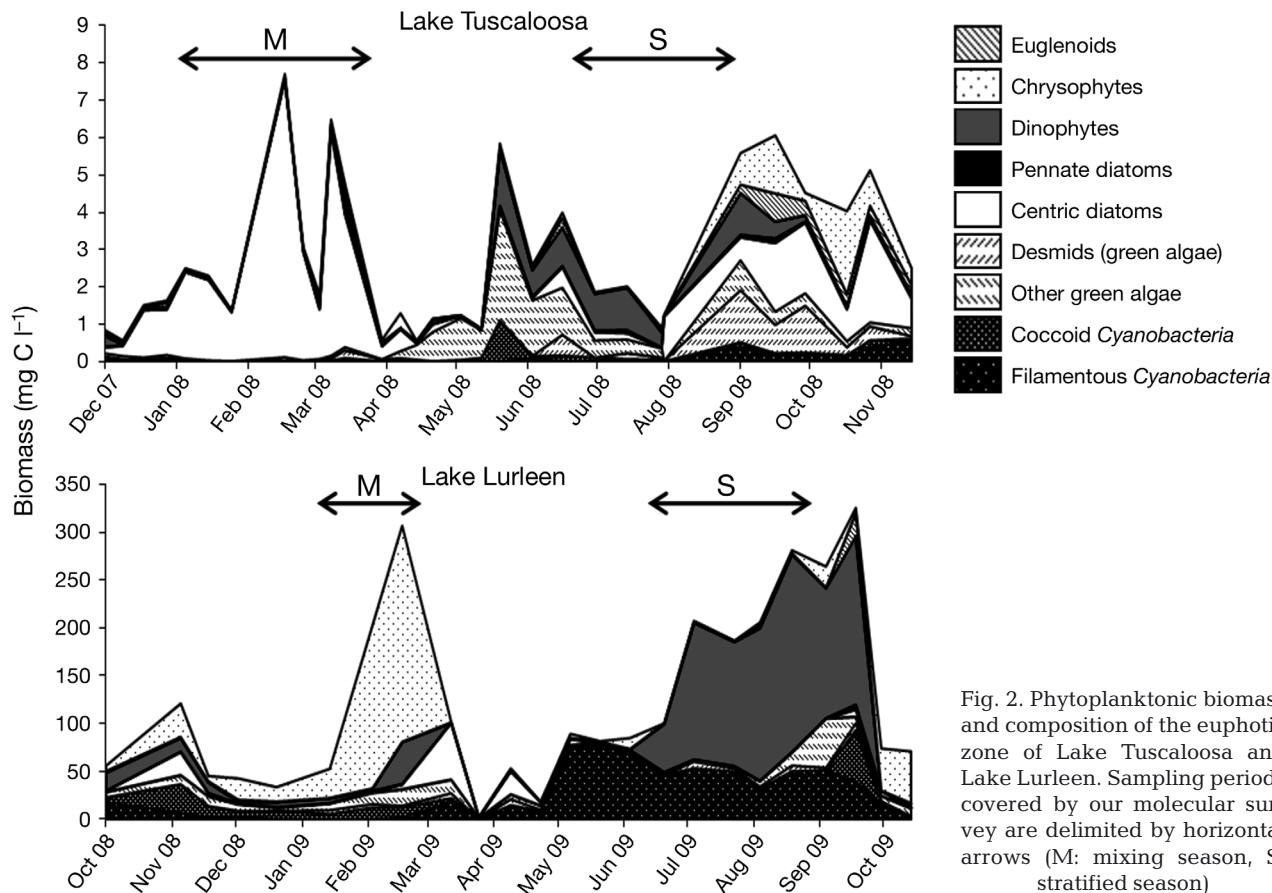 Lake Tuscaloosa
M
S
9
8
7
6
5
4
3
2
1
0
Dec 07
Jan 08
Feb 08
Mar 08
Apr 08
May 08
Jun 08
Jul 08
Aug 08
Sep 08
Oct 08
Nov 08
Biomass (mg C l⁻¹)
Euglenoids
Chrysophytes
Dinophytes
Pennate diatoms
Centric diatoms
Desmids (green algae)
Other green algae
Coccoid Cyanobacteria
Filamentous Cyanobacteria
Lake Lurleen
M
S
350
300
250
200
150
100
50
0
Oct 08
Nov 08
Dec 08
Jan 09
Feb 09
Mar 09
Apr 09
May 09
Jun 09
Jul 09
Aug 09
Sep 09
Oct 09
Fig. 2. Phytoplanktonic biomas
and composition of the euphoti
zone of Lake Tuscaloosa an
Lake Lurleen. Sampling period
covered by our molecular sur
vey are delimited by horizonta
arrows (M: mixing season, S
stratified season)